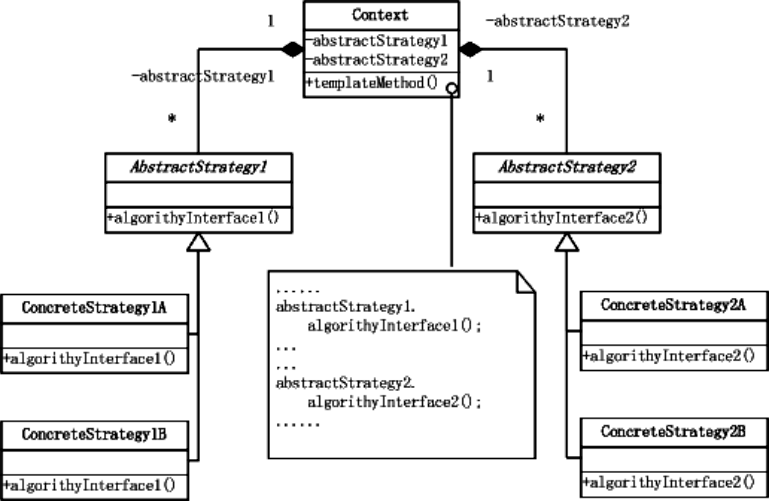 1
Context
-abstractStrategy2
-abstractStrategy1
-abstractStrategy2
-abstractStrategy1
+templateMethod()
1
*
*
AbstractStrategy1
AbstractStrategy2
+algorithyInterface1()
+algorithyInterface2()
......
abstractStrategy1.
algorithyInterface1();
...
...
abstractStrategy2.
algorithyInterface2();
......
ConcreteStrategy1A
+algorithyInterface1()
ConcreteStrategy2A
+algorithyInterface2()
ConcreteStrategy1B
+algorithyInterface1()
ConcreteStrategy2B
+algorithyInterface2()